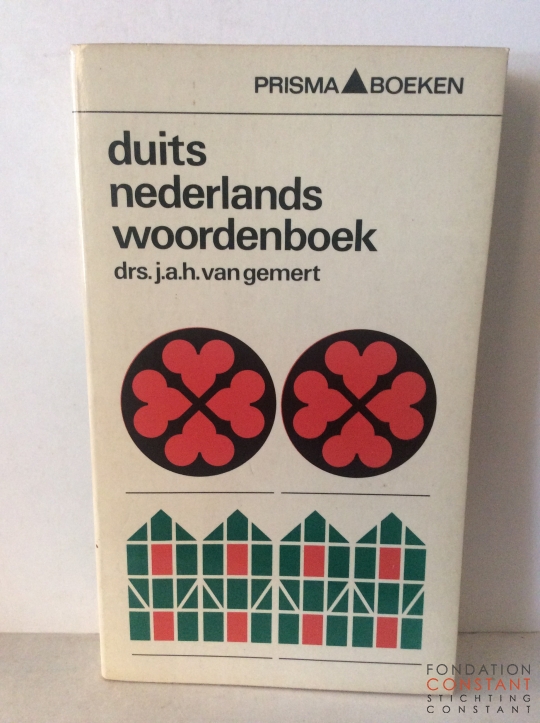 PRISMA BOEKEN
duits
nederlands
woordenboek
drs. j.a.h. van gemert
FONDATION
CONSTANT
STICHTING
CONSTANT